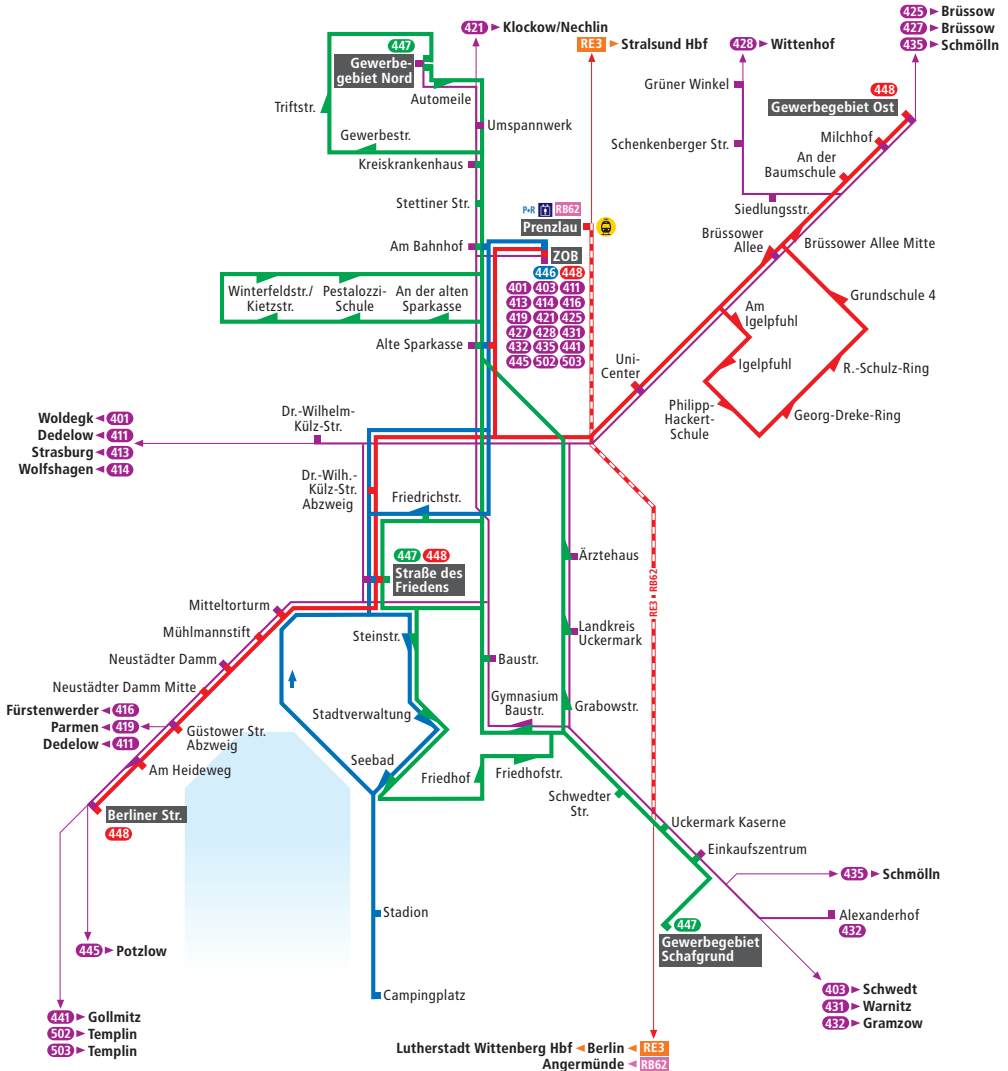 421 Klockow/Nechlin
RE3 Stralsund Hbf
428 Wittenhof
425 Brüssow
427 Brüssow
435 Schmölln
447
Gewerbe-
gebiet Nord
Automeile
Triftstr.
Gewerbestr.
Umspannwerk
Kreiskrankenhaus
Stettiner Str.
Am Bahnhof
Grüner Winkel
Schenkenberger Str.
Siedlungsstr.
448
Gewerbegebiet Ost
Milchhof
An der
Baumschule
Brüssower
Allee
Brüssower Allee Mitte
P+R RB62
Prenzlau
ZOB
446 448
401 403 411
413 414 416
419 421 425
427 428 431
432 435 441
445 502 503
Winterfeldstr./
Kietzstr.
Pestalozzi-
Schule
An der alten
Sparkasse
Alte Sparkasse
Grundschule 4
Am
Igelpfuhl
Igelpfuhl
R.-Schulz-Ring
Uni-
Center
Philipp-
Hackert-
Schule
Georg-Dreke-Ring
Woldegk 401
Dedelow 411
Strasburg 413
Wolfshagen 414
Dr.-Wilhelm-
Külz-Str.
Dr.-Wilh.-
Külz-Str.
Abzweig
Friedrichstr.
447 448
Straße des
Friedens
Ärztehaus
RE3 • RB62
Mitteltorturm
Mühlmannstift
Neustädter Damm
Neustädter Damm Mitte
Steinstr.
Landkreis
Uckermark
Baustr.
Gymnasium
Baustr.
Grabowstr.
Fürstenwerder 416
Parmen 419
Dedelow 411
Güstower Str.
Abzweig
Am Heideweg
Berliner Str.
448
Stadtverwaltung
Seebad
Friedhof
Friedhofstr.
Schwedter
Str.
Uckermark Kaserne
Einkaufszentrum
435 Schmölln
Alexanderhof
432
447
Gewerbegebiet
Schafgrund
Stadion
Campingplatz
445 Potzlow
441 Gollmitz
502 Templin
503 Templin
403 Schwedt
431 Warnitz
432 Gramzow
Lutherstadt Wittenberg Hbf Berlin RE3
Angermünde RB62